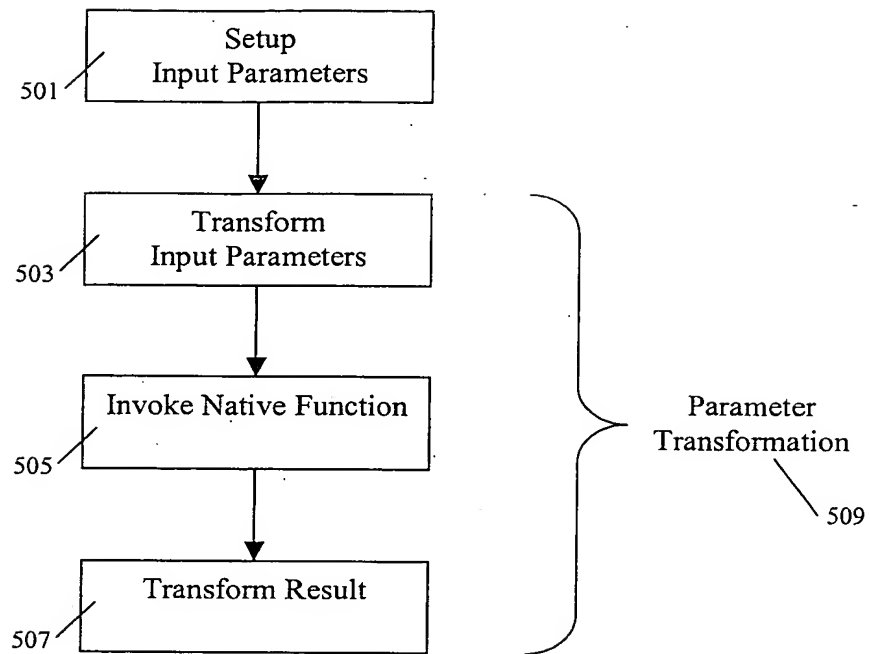 Setup
Input Parameters
501
Transform
Input Parameters
503
Invoke Native Function
505
Parameter
Transformation
509
Transform Result
507